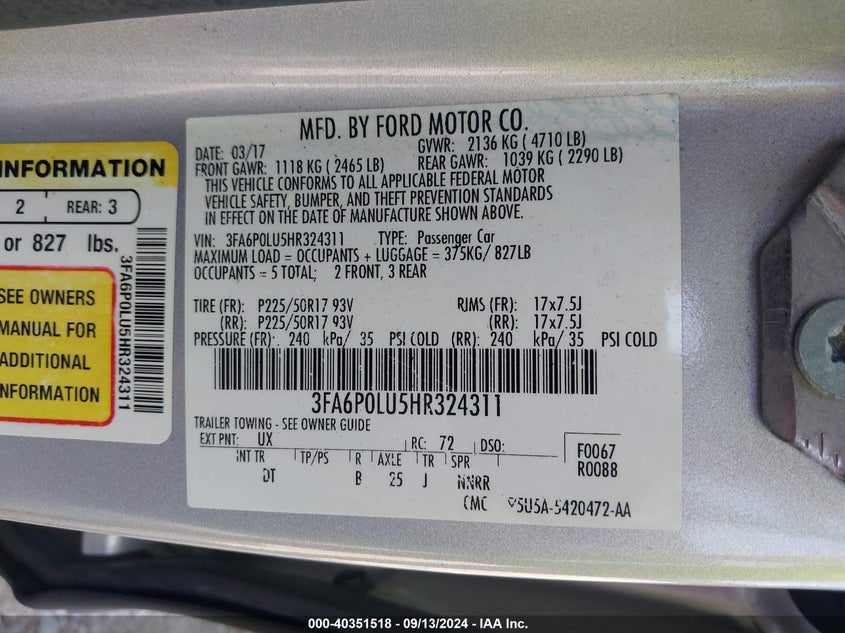 INFORMATION
2 REAR: 3
or 827 lbs.
SEE OWNERS
MANUAL FOR
ADDITIONAL
INFORMATION
3FA6P0LU5HR324311
MFD. BY FORD MOTOR CO.
DATE: 03/17 GVWR: 2136 KG ( 4710 LB)
FRONT GAWR: 1118 KG ( 2465 LB) REAR GAWR: 1039 KG ( 2290 LB)
THIS VEHICLE CONFORMS TO ALL APPLICABLE FEDERAL MOTOR
VEHICLE SAFETY, BUMPER, AND THEFT PREVENTION STANDARDS
IN EFFECT ON THE DATE OF MANUFACTURE SHOWN ABOVE.
VIN: 3FA6P0LU5HR324311 TYPE: Passenger Car
MAXIMUM LOAD = OCCUPANTS + LUGGAGE = 375KG/ 827LB
OCCUPANTS = 5 TOTAL; 2 FRONT, 3 REAR
TIRE (FR): P225/50R17 93V RIMS (FR): 17x7.5J
(RR): P225/50R17 93V (RR): 17x7.5J
PRESSURE (FR): 240 kPa/ 35 PSI COLD (RR): 240 kPa/ 35 PSI COLD
3FA6P0LU5HR324311
TRAILER TOWING - SEE OWNER GUIDE
EXT PNT: UX RC: 72 DSO:
INT TR TP/PS R AXLE TR SPR
DT B 25 J NNRR
F0067
R0088
CMC 5U5A-5420472-AA
000-40351518 - 09/13/2024 - IAA Inc.